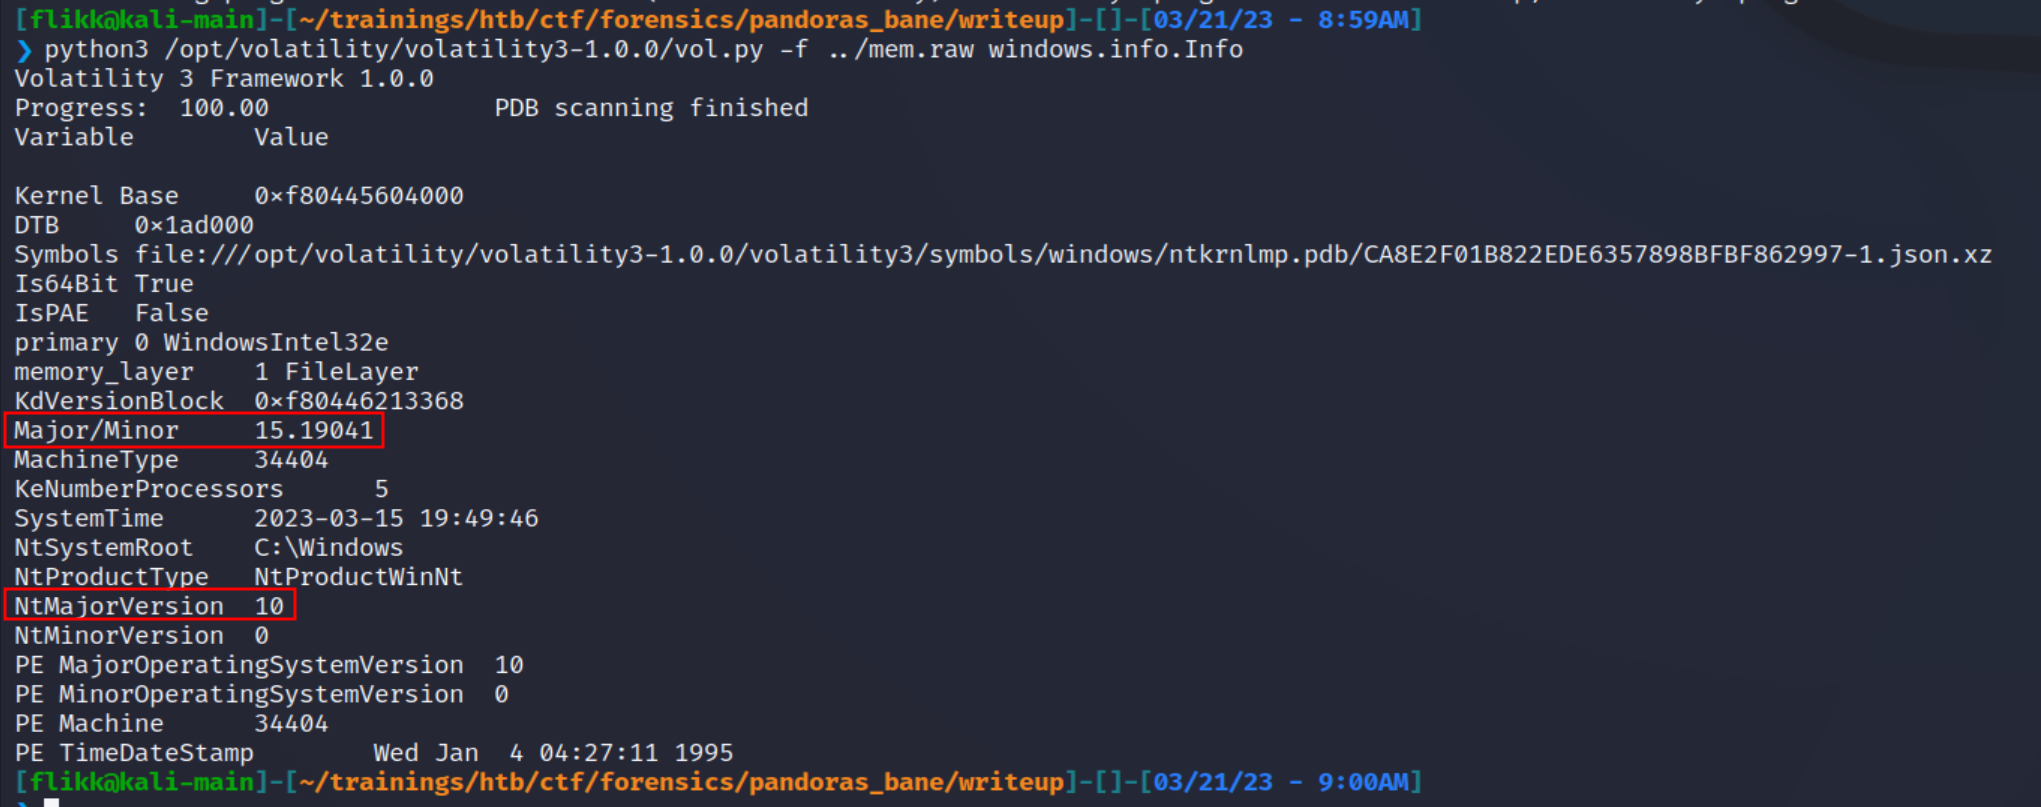 [flikk@kali-main]-[~/trainings/htb/ctf/forensics/pandoras_bane/writeup]-[]-[03/21/23 - 8:59AM]
❯ python3 /opt/volatility/volatility3-1.0.0/vol.py -f ../mem.raw windows.info.Info
Volatility 3 Framework 1.0.0
Progress:  100.00               PDB scanning finished
Variable        Value
Kernel Base     0×f80445604000
DTB     0×1ad000
Symbols file:///opt/volatility/volatility3-1.0.0/volatility3/symbols/windows/ntkrnlmp.pdb/CA8E2F01B822EDE6357898BFBF862997-1.json.xz
Is64Bit True
IsPAE   False
primary 0 WindowsIntel32e
memory_layer    1 FileLayer
KdVersionBlock  0×f80446213368
Major/Minor     15.19041
MachineType     34404
KeNumberProcessors      5
SystemTime      2023-03-15 19:49:46
NtSystemRoot    C:\Windows
NtProductType   NtProductWinNt
NtMajorVersion  10
NtMinorVersion  0
PE MajorOperatingSystemVersion  10
PE MinorOperatingSystemVersion  0
PE Machine      34404
PE TimeDateStamp        Wed Jan  4 04:27:11 1995
[flikk@kali-main]-[~/trainings/htb/ctf/forensics/pandoras_bane/writeup]-[]-[03/21/23 - 9:00AM]